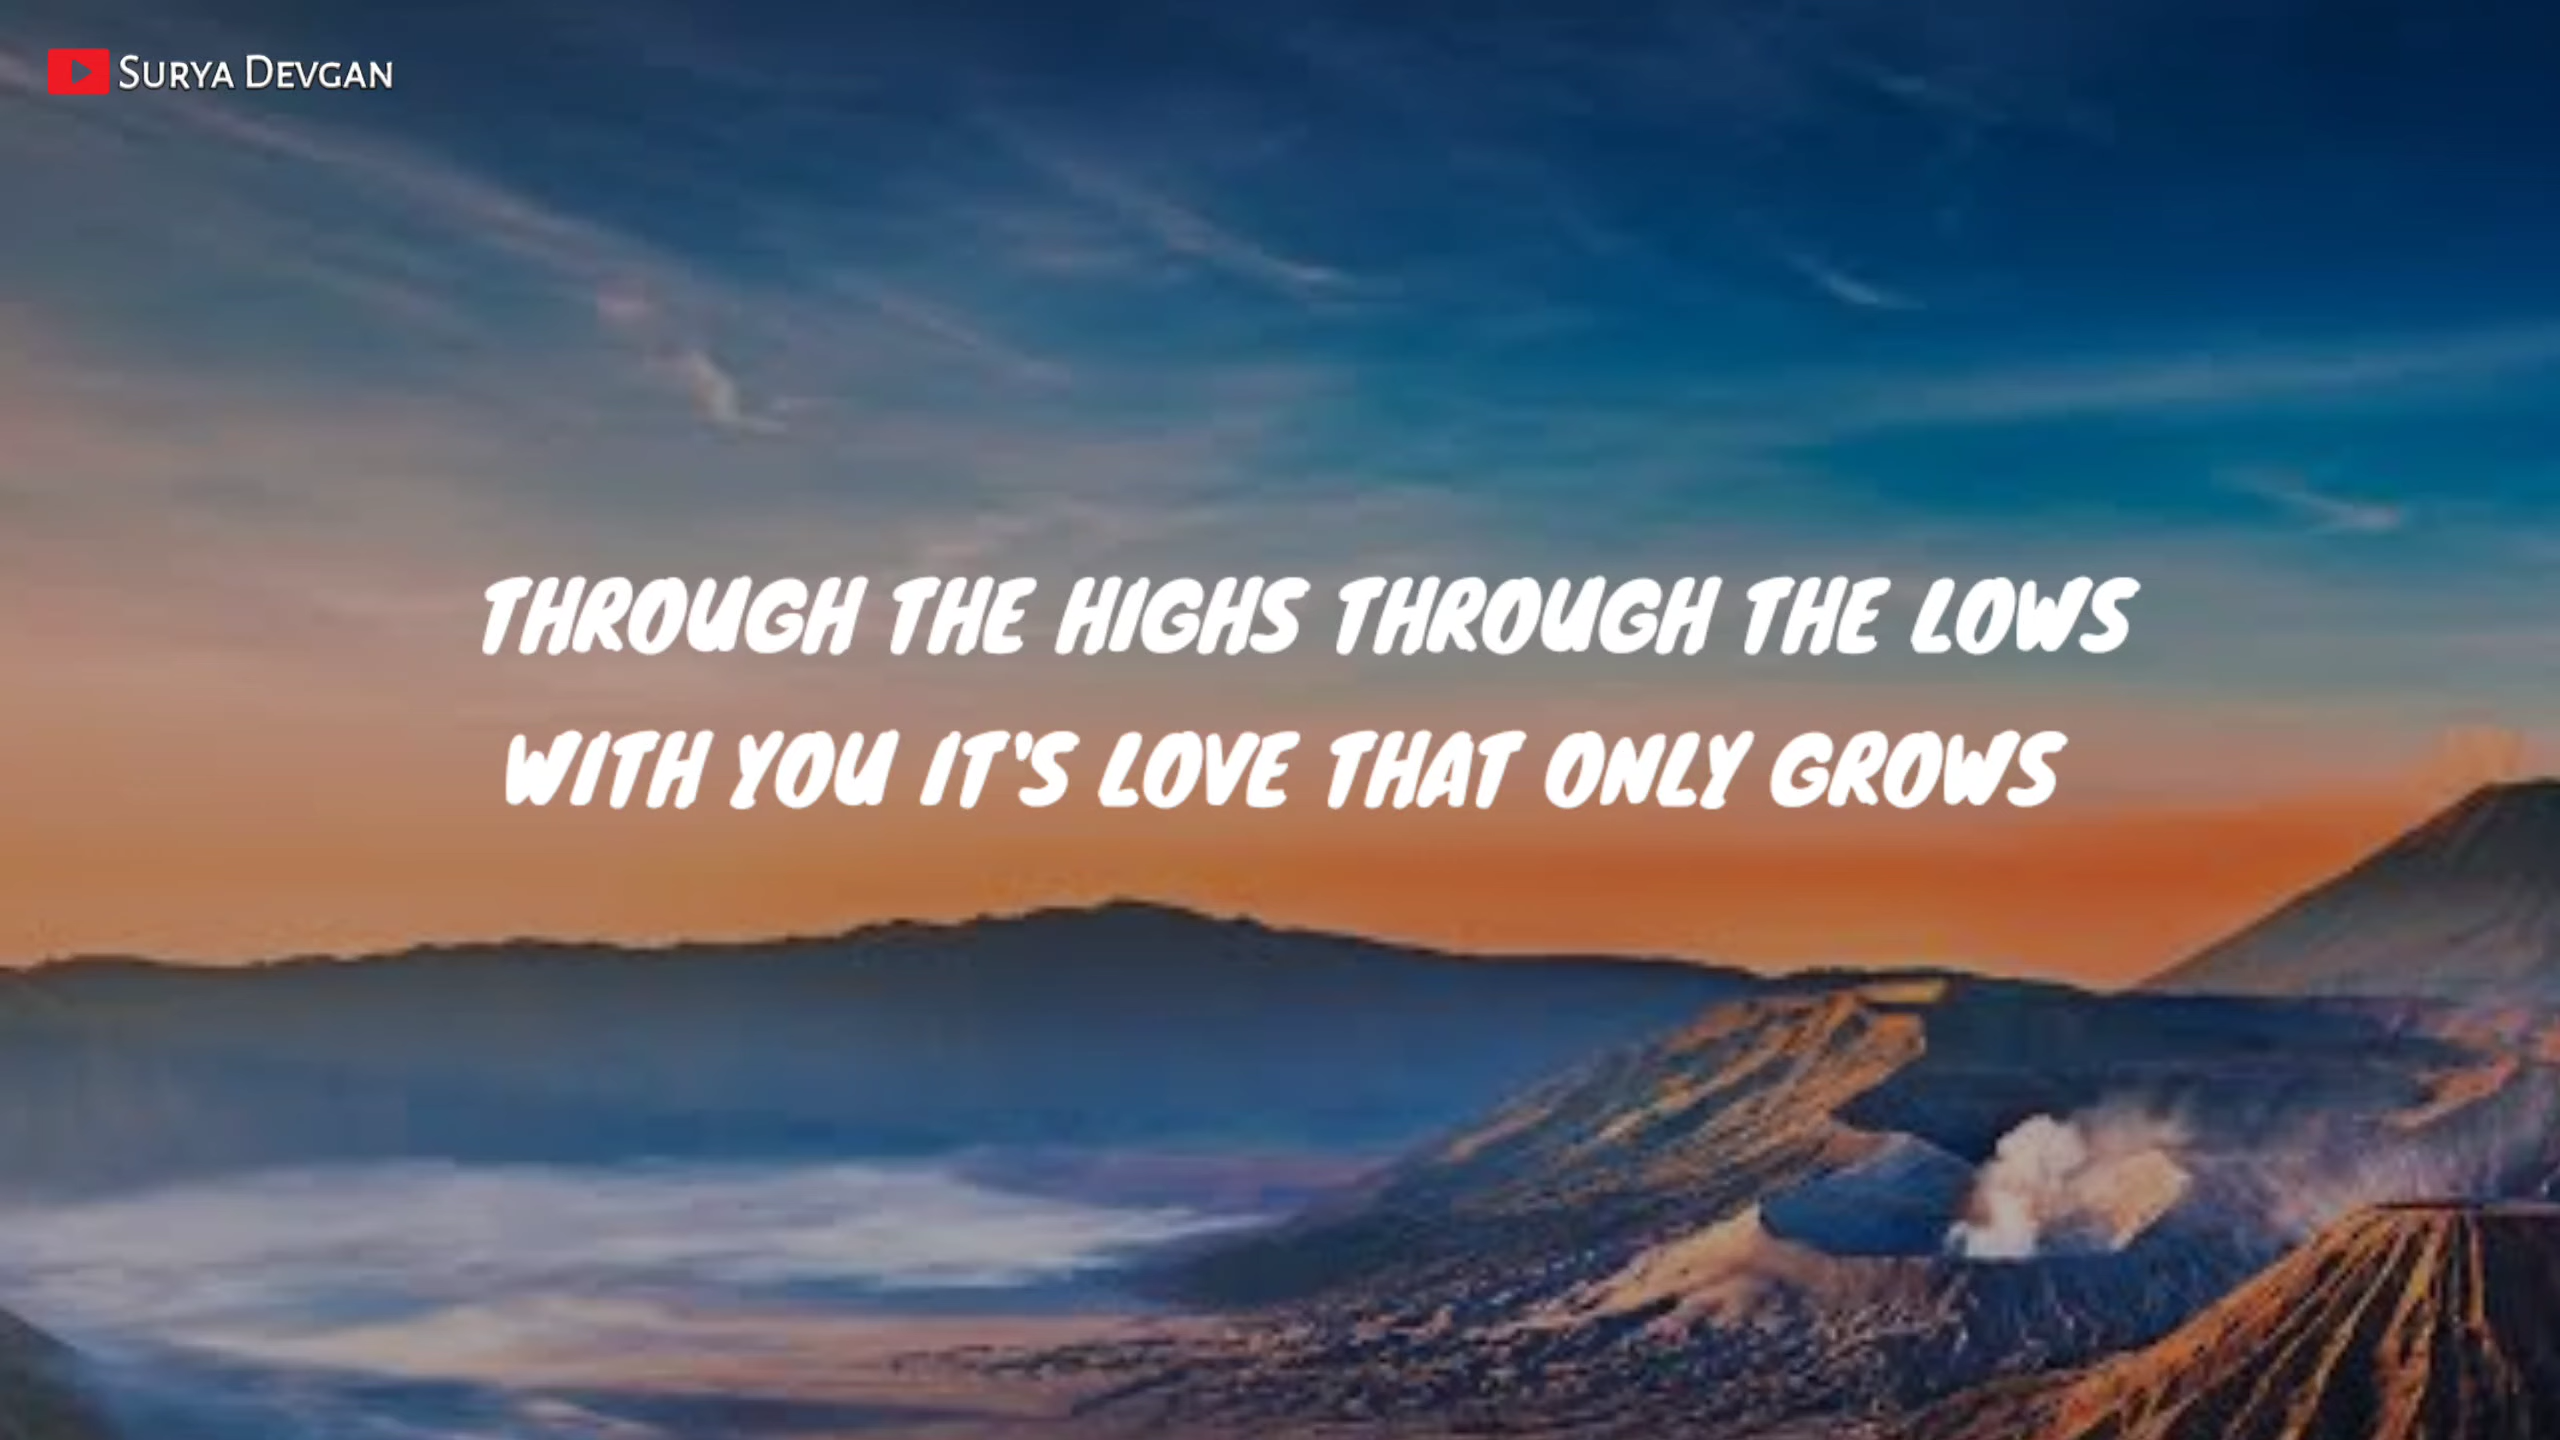 SURYA DEVGAN
THROUGH THE HIGHS THROUGH THE LOWS
WITH YOU IT'S LOVE THAT ONLY GROWS